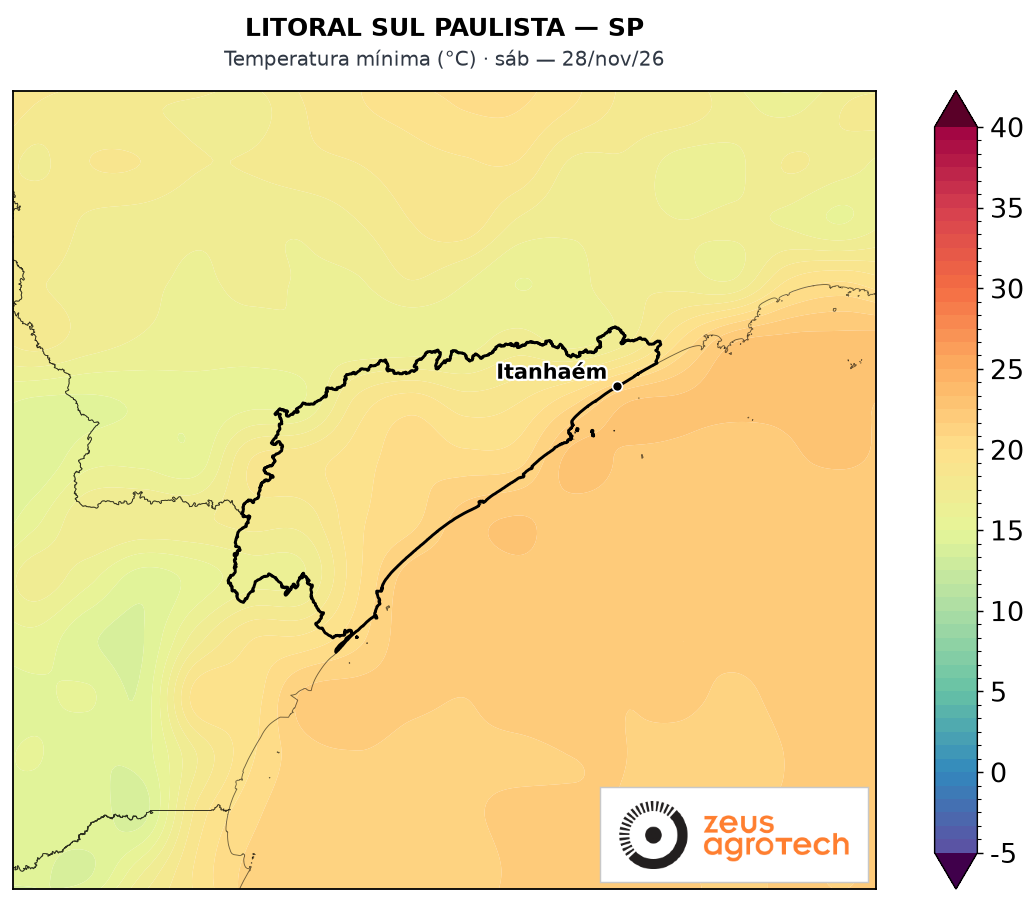 LITORAL SUL PAULISTA — SP
Temperatura mínima (°C) · sáb — 28/nov/26
Itanhaém
40
35
30
25
20
15
10
5
0
-5
zeus
agrotech